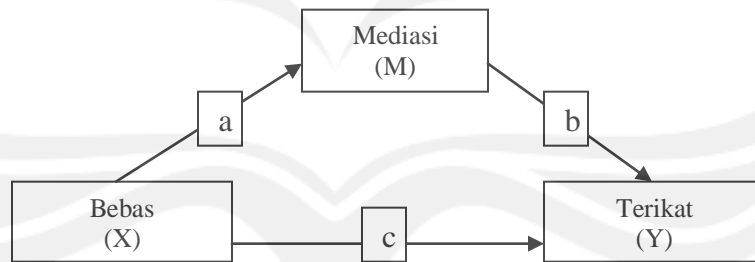 Mediasi
(M)
a
b
Bebas
(X)
c
Terikat
(Y)